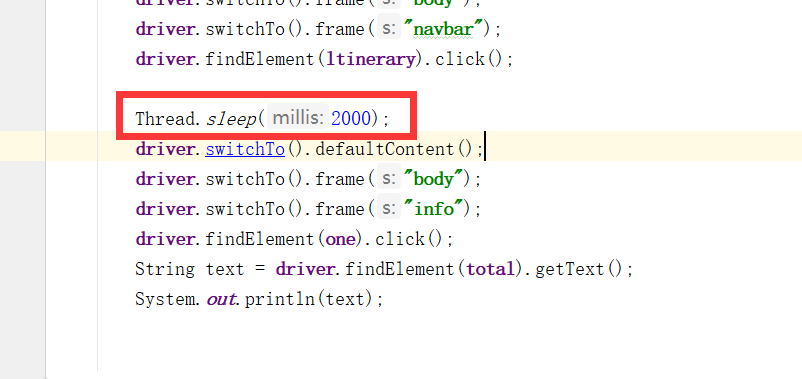 driver.switchTo().frame( s: "body");
driver.switchTo().frame( s: "navbar");
driver.findElement(ltinerary).click();
Thread.sleep( millis: 2000);
driver.switchTo().defaultContent();
driver.switchTo().frame( s: "body");
driver.switchTo().frame( s: "info");
driver.findElement(one).click();
String text = driver.findElement(total).getText();
System.out.println(text);